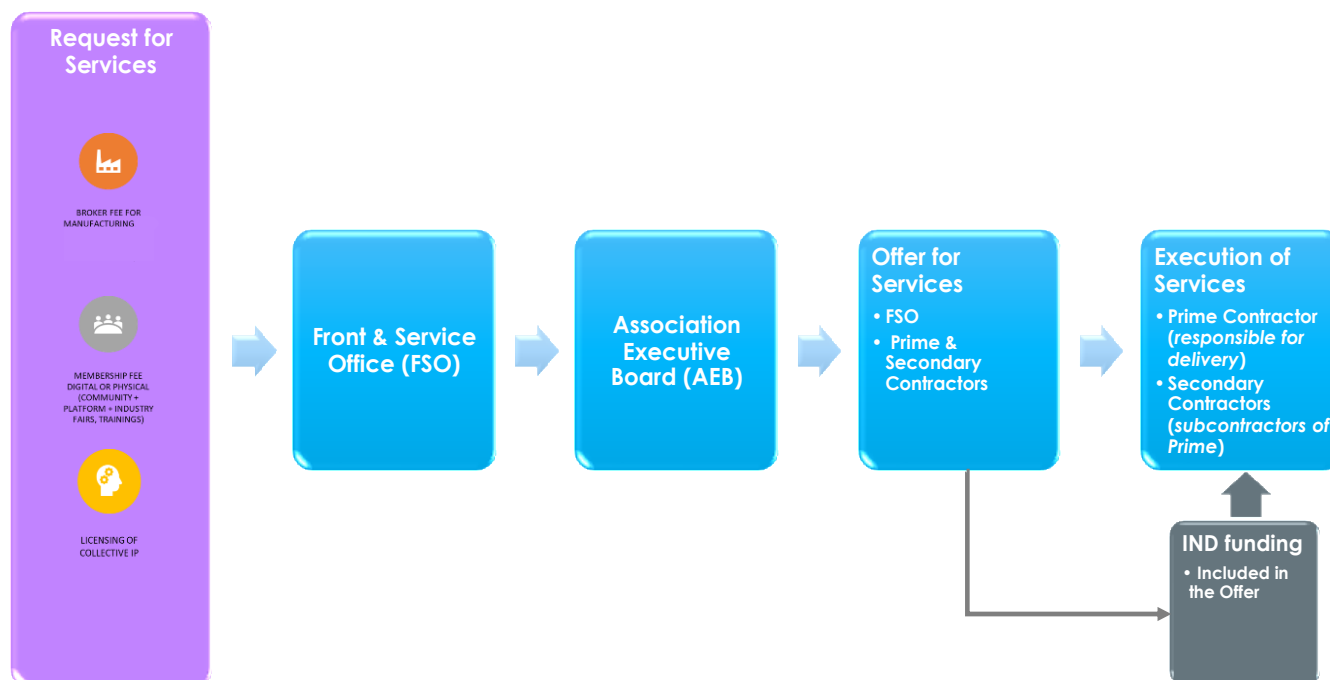 Request for
Services
BROKER FEE FOR
MANUFACTURING
MEMBERSHIP FEE
DIGITAL OR PHYSICAL
(COMMUNITY +
PLATFORM + INDUSTRY
FAIRS, TRAININGS)
LICENSING OF
COLLECTIVE IP
Front & Service
Office (FSO)
Association
Executive
Board (AEB)
Offer for
Services
• FSO
• Prime &
Secondary
Contractors
Execution of
Services
• Prime Contractor
(responsible for
delivery)
• Secondary
Contractors
(subcontractors of
Prime)
IND funding
• Included in
the Offer